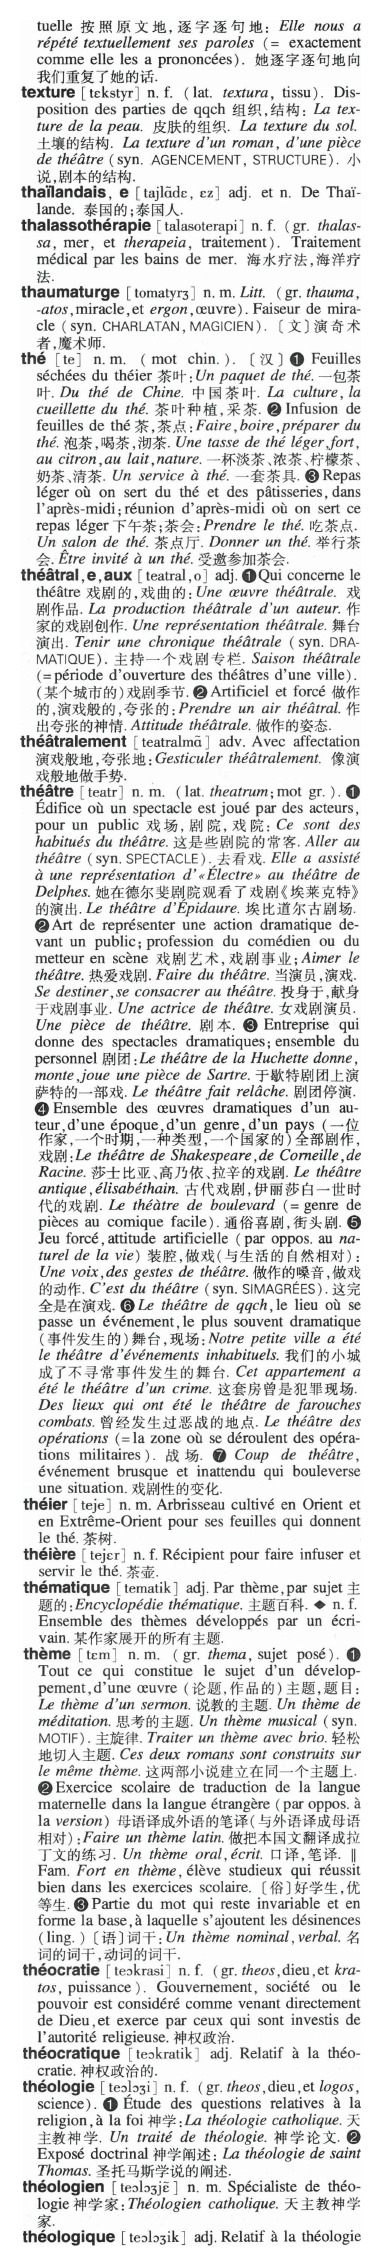 tuelle 按照原文地,逐字逐句地: Elle nous a
répété textuellement ses paroles (= exactement
comme elle les a prononcées). 她逐字逐句地向
我们重复了她的话.
texture [tɛkstyr] n. f. (lat. textura, tissu). Dis-
position des parties de qqch 组织,结构: La tex-
ture de la peau. 皮肤的组织. La texture du sol.
土壤的结构. La texture d'un roman, d'une pièce
de théâtre (syn. AGENCEMENT, STRUCTURE). 小
说,剧本的结构.
thaïlandais, e [tajlɑ̃dɛ, ɛz] adj. et n. De Thaï-
lande. 泰国的;泰国人.
thalassothérapie [talasoterapi] n. f. (gr. thalas-
sa, mer, et therapeia, traitement). Traitement
médical par les bains de mer. 海水疗法,海洋疗
法.
thaumaturge [tomatyrʒ] n. m. Litt. (gr. thauma,
-atos, miracle, et ergon, œuvre). Faiseur de mira-
cle (syn. CHARLATAN, MAGICIEN). 〔文〕演奇术
者,魔术师.
thé [te] n. m. (mot chin.). 〔汉〕❶ Feuilles
séchées du théier 茶叶: Un paquet de thé. 一包茶
叶. Du thé de Chine. 中国茶叶. La culture, la
cueillette du thé. 茶叶种植,采茶. ❷ Infusion de
feuilles de thé 茶,茶点: Faire, boire, préparer du
thé. 泡茶,喝茶,沏茶. Une tasse de thé léger, fort,
au citron, au lait, nature. 一杯淡茶、浓茶、柠檬茶、
奶茶、清茶. Un service à thé. 一套茶具. ❸ Repas
léger où on sert du thé et des pâtisseries, dans
l'après-midi; réunion d'après-midi où on sert ce
repas léger 下午茶;茶会: Prendre le thé. 吃茶点.
Un salon de thé. 茶点厅. Donner un thé. 举行茶
会. Être invité à un thé. 受邀参加茶会.
théâtral, e, aux [teatral, o] adj. ❶ Qui concerne le
théâtre 戏剧的,戏曲的: Une œuvre théâtrale. 戏
剧作品. La production théâtrale d'un auteur. 作
家的戏剧创作. Une représentation théâtrale. 舞台
演出. Tenir une chronique théâtrale (syn. DRA-
MATIQUE). 主持一个戏剧专栏. Saison théâtrale
(= période d'ouverture des théâtres d'une ville).
(某个城市的)戏剧季节. ❷ Artificiel et forcé 做作
的,演戏般的,夸张的: Prendre un air théâtral. 作
出夸张的神情. Attitude théâtrale. 做作的姿态.
théâtralement [teatralmɑ̃] adv. Avec affectation
演戏般地,夸张地: Gesticuler théâtralement. 像演
戏般地做手势.
théâtre [teatr] n. m. (lat. theatrum; mot gr.). ❶
Édifice où un spectacle est joué par des acteurs,
pour un public 戏场,剧院,戏院: Ce sont des
habitués du théâtre. 这是些剧院的常客. Aller au
théâtre (syn. SPECTACLE). 去看戏. Elle a assisté
à une représentation d'«Électre» au théâtre de
Delphes. 她在德尔斐剧院观看了戏剧《埃莱克特》
的演出. Le théâtre d'Épidaure. 埃比道尔古剧场.
❷ Art de représenter une action dramatique de-
vant un public; profession du comédien ou du
metteur en scène 戏剧艺术,戏剧事业; Aimer le
théâtre. 热爱戏剧. Faire du théâtre. 当演员,演戏.
Se destiner, se consacrer au théâtre. 投身于,献身
于戏剧事业. Une actrice de théâtre. 女戏剧演员.
Une pièce de théâtre. 剧本. ❸ Entreprise qui
donne des spectacles dramatiques; ensemble du
personnel 剧团: Le théâtre de la Huchette donne,
monte, joue une pièce de Sartre. 于歇特剧团上演
萨特的一部戏. Le théâtre fait relâche. 剧团停演.
❹ Ensemble des œuvres dramatiques d'un au-
teur, d'une époque, d'un genre, d'un pays (一位
作家,一个时期,一种类型,一个国家的)全部剧作,
戏剧: Le théâtre de Shakespeare, de Corneille, de
Racine. 莎士比亚、高乃依、拉辛的戏剧. Le théâtre
antique, élisabéthain. 古代戏剧,伊丽莎白一世时
代的戏剧. Le théâtre de boulevard (= genre de
pièces au comique facile). 通俗喜剧,街头剧. ❺
Jeu forcé, attitude artificielle (par oppos. au na-
turel de la vie) 装腔,做戏(与生活的自然相对):
Une voix, des gestes de théâtre. 做作的嗓音,做戏
的动作. C'est du théâtre (syn. SIMAGRÉES). 这完
全是在演戏. ❻ Le théâtre de qqch, le lieu où se
passe un événement, le plus souvent dramatique
(事件发生的)舞台,现场: Notre petite ville a été
le théâtre d'événements inhabituels. 我们的小城
成了不寻常事件发生的舞台. Cet appartement a
été le théâtre d'un crime. 这套房曾是犯罪现场.
Des lieux qui ont été le théâtre de farouches
combats. 曾经发生过恶战的地点. Le théâtre des
opérations (= la zone où se déroulent des opéra-
tions militaires). 战场. ❼ Coup de théâtre,
événement brusque et inattendu qui bouleverse
une situation. 戏剧性的变化.
théier [teje] n. m. Arbrisseau cultivé en Orient et
en Extrême-Orient pour ses feuilles qui donnent
le thé. 茶树.
théière [tejɛr] n. f. Récipient pour faire infuser et
servir le thé. 茶壶.
thématique [tematik] adj. Par thème, par sujet 主
题的: Encyclopédie thématique. 主题百科. ◆ n. f.
Ensemble des thèmes développés par un écri-
vain. 某作家展开的所有主题.
thème [tɛm] n. m. (gr. thema, sujet posé). ❶
Tout ce qui constitue le sujet d'un dévelop-
pement, d'une œuvre (论题,作品的)主题,题目:
Le thème d'un sermon. 说教的主题. Un thème de
méditation. 思考的主题. Un thème musical (syn.
MOTIF). 主旋律. Traiter un thème avec brio. 轻松
地切入主题. Ces deux romans sont construits sur
le même thème. 这两部小说建立在同一个主题上.
❷ Exercice scolaire de traduction de la langue
maternelle dans la langue étrangère (par oppos. à
la version) 母语译成外语的笔译(与外语译成母语
相对): Faire un thème latin. 做把本国文翻译成拉
丁文的练习. Un thème oral, écrit. 口译,笔译. ‖
Fam. Fort en thème, élève studieux qui réussit
bien dans les exercices scolaire. 〔俗〕好学生,优
等生. ❸ Partie du mot qui reste invariable et en
forme la base, à laquelle s'ajoutent les désinences
(ling.) 〔语〕词干: Un thème nominal, verbal. 名
词的词干,动词的词干.
théocratie [teɔkrasi] n. f. (gr. theos, dieu, et kra-
tos, puissance). Gouvernement, société ou le
pouvoir est considéré comme venant directement
de Dieu, et exerce par ceux qui sont investis de
l'autorité religieuse. 神权政治.
théocratique [teɔkratik] adj. Relatif à la théo-
cratie. 神权政治的.
théologie [teɔlɔʒi] n. f. (gr. theos, dieu, et logos,
science). ❶ Étude des questions relatives à la
religion, à la foi 神学: La théologie catholique. 天
主教神学. Un traité de théologie. 神学论文. ❷
Exposé doctrinal 神学阐述: La théologie de saint
Thomas. 圣托马斯学说的阐述.
théologien [teɔlɔʒjɛ̃] n. m. Spécialiste de théo-
logie 神学家: Théologien catholique. 天主教神学
家.
théologique [teɔlɔʒik] adj. Relatif à la théologie